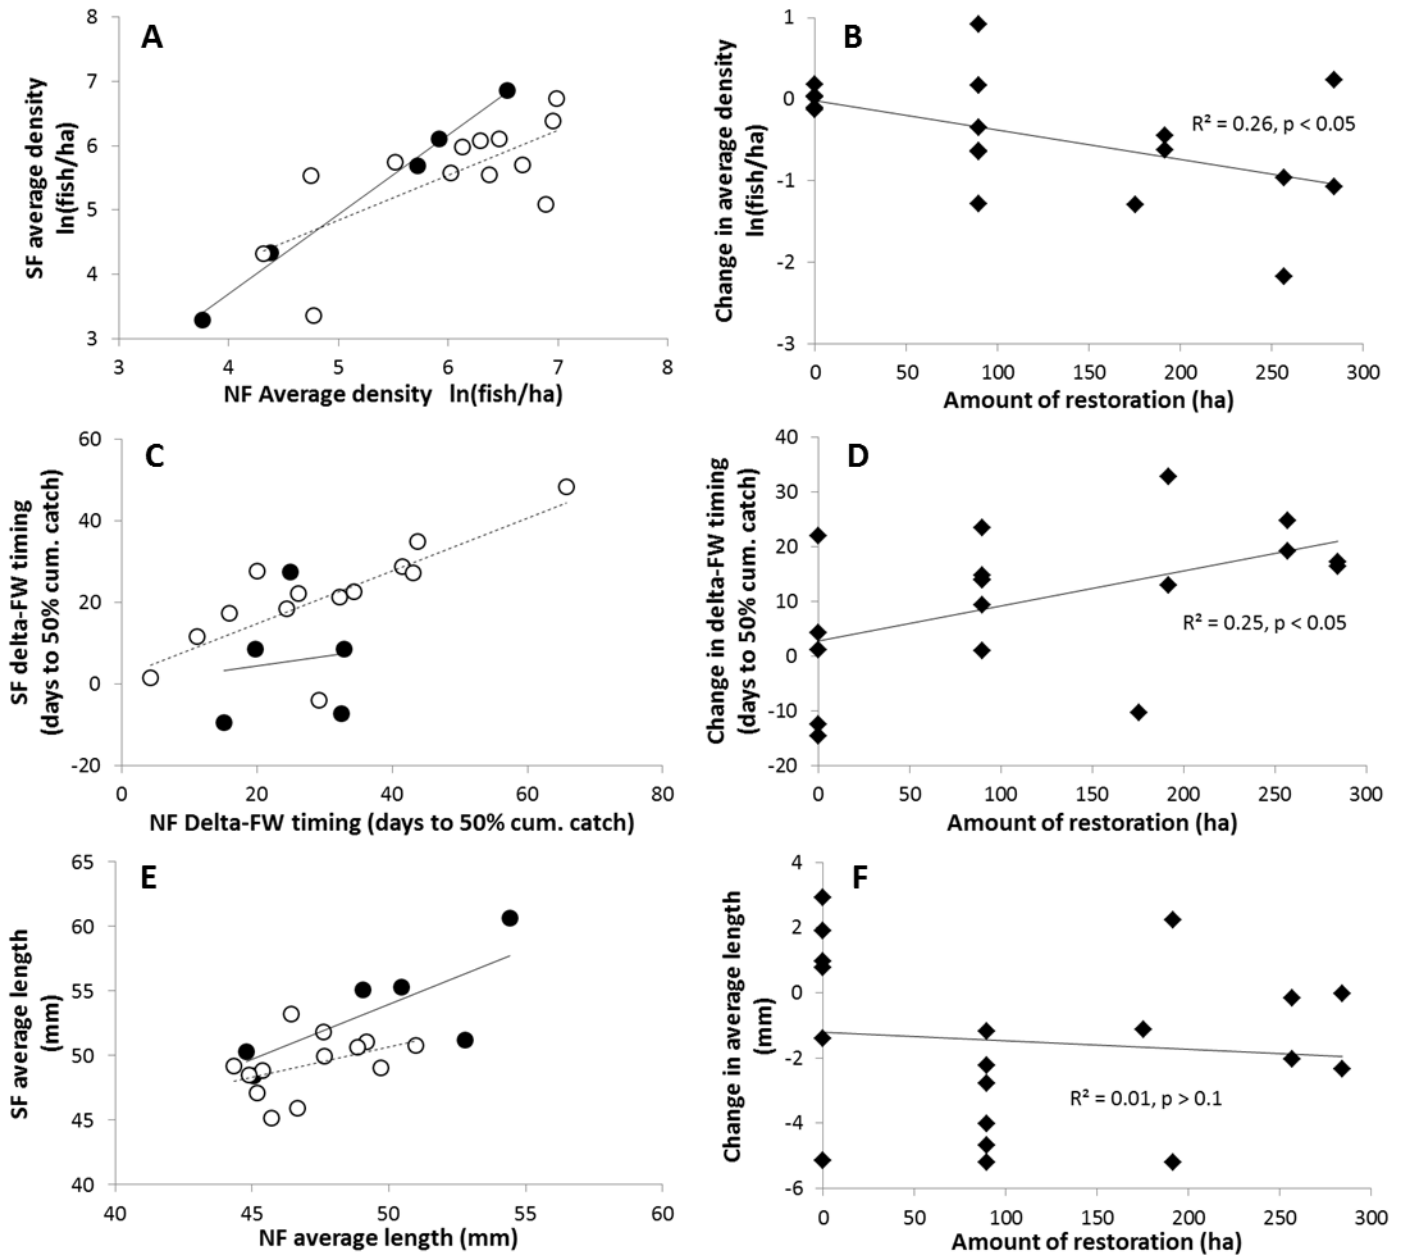 A
8
7
6
5
4
3
3 4 5 6 7 8
SF average density
ln(fish/ha)
NF Average density ln(fish/ha)
B
1
0
-1
-2
-3
0 50 100 150 200 250 300
Change in average density
ln(fish/ha)
R² = 0.26, p < 0.05
Amount of restoration (ha)
C
60
40
20
0
-20
0 20 40 60 80
SF delta-FW timing
(days to 50% cum. catch)
NF Delta-FW timing (days to 50% cum. catch)
D
40
30
20
10
0
-10
-20
0 50 100 150 200 250 300
Change in delta-FW timing
(days to 50% cum. catch)
R² = 0.25, p < 0.05
Amount of restoration (ha)
E
65
60
55
50
45
40
40 45 50 55 60
SF average length
(mm)
NF average length (mm)
F
4
2
0
-2
-4
-6
0 50 100 150 200 250 300
Change in average length
(mm)
R² = 0.01, p > 0.1
Amount of restoration (ha)